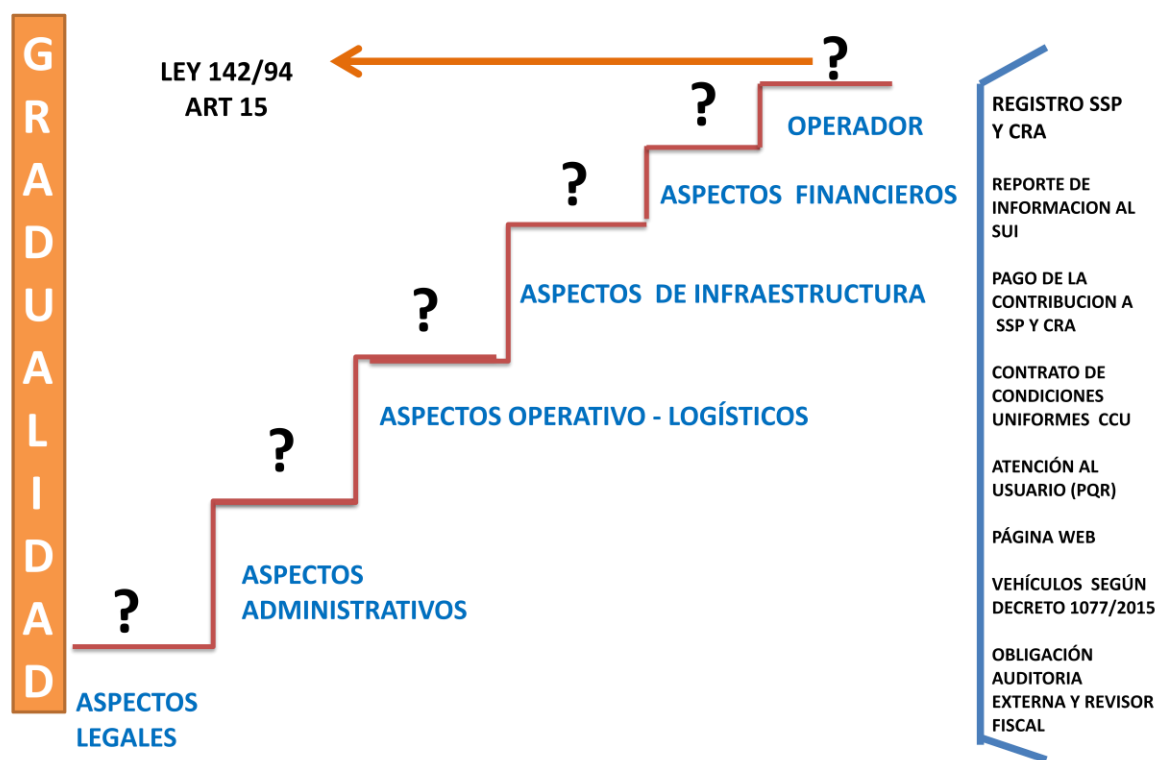 GRADUALIDAD
LEY 142/94
ART 15
?
?
?
?
?
?
OPERADOR
ASPECTOS  FINANCIEROS
ASPECTOS  DE INFRAESTRUCTURA
ASPECTOS OPERATIVO - LOGÍSTICOS
ASPECTOS
ADMINISTRATIVOS
ASPECTOS
LEGALES
REGISTRO SSP
Y CRA
REPORTE DE
INFORMACION AL
SUI
PAGO DE LA
CONTRIBUCION A
SSP Y CRA
CONTRATO DE
CONDICIONES
UNIFORMES  CCU
ATENCIÓN AL
USUARIO (PQR)
PÁGINA WEB
VEHÍCULOS  SEGÚN
DECRETO 1077/2015
OBLIGACIÓN
AUDITORIA
EXTERNA Y REVISOR
FISCAL